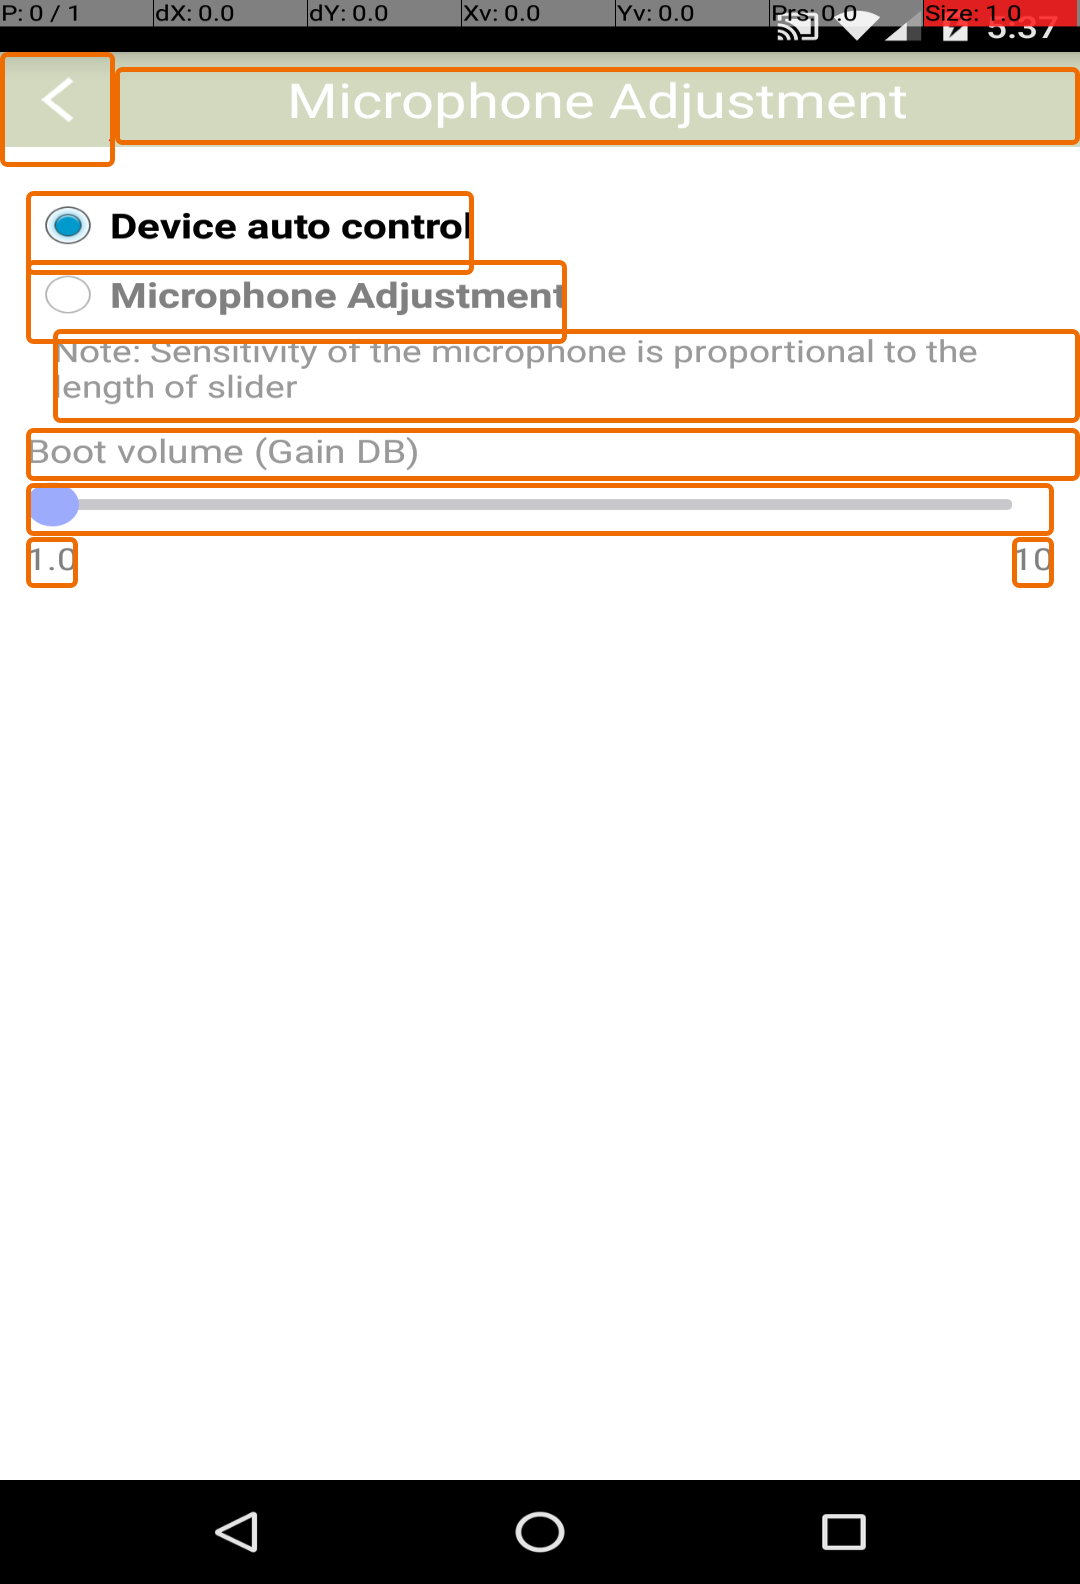 P: 0 / 1 dX: 0.0 dY: 0.0 Xv: 0.0 Yv: 0.0 Prs: 0.0 Size: 1.0
5:37
Microphone Adjustment
Device auto control
Microphone Adjustment
Note: Sensitivity of the microphone is proportional to the
length of slider
Boot volume (Gain DB)
1.0 10